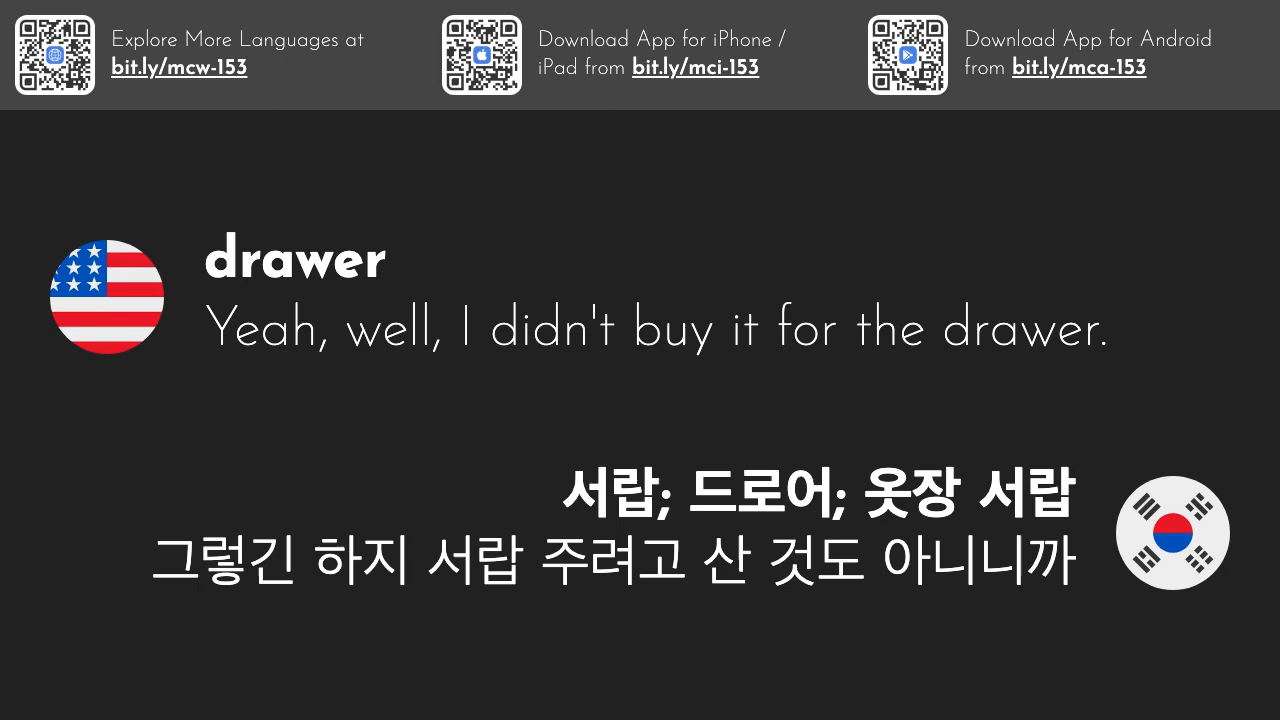 Explore More Languages at
bit.ly/mcw-153
Download App for iPhone /
iPad from bit.ly/mci-153
Download App for Android
from bit.ly/mca-153
drawer
Yeah, well, I didn't buy it for the drawer.
서랍; 드로어; 옷장 서랍
그렇긴 하지 서랍 주려고 산 것도 아니니까